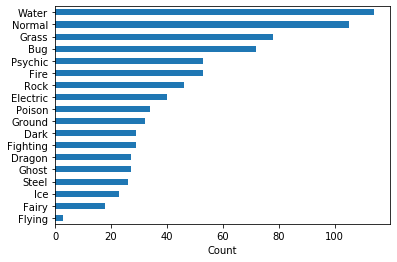 Water
Normal
Grass
Bug
Psychic
Fire
Rock
Electric
Poison
Ground
Dark
Fighting
Dragon
Ghost
Steel
Ice
Fairy
Flying
0 20 40 60 80 100
Count